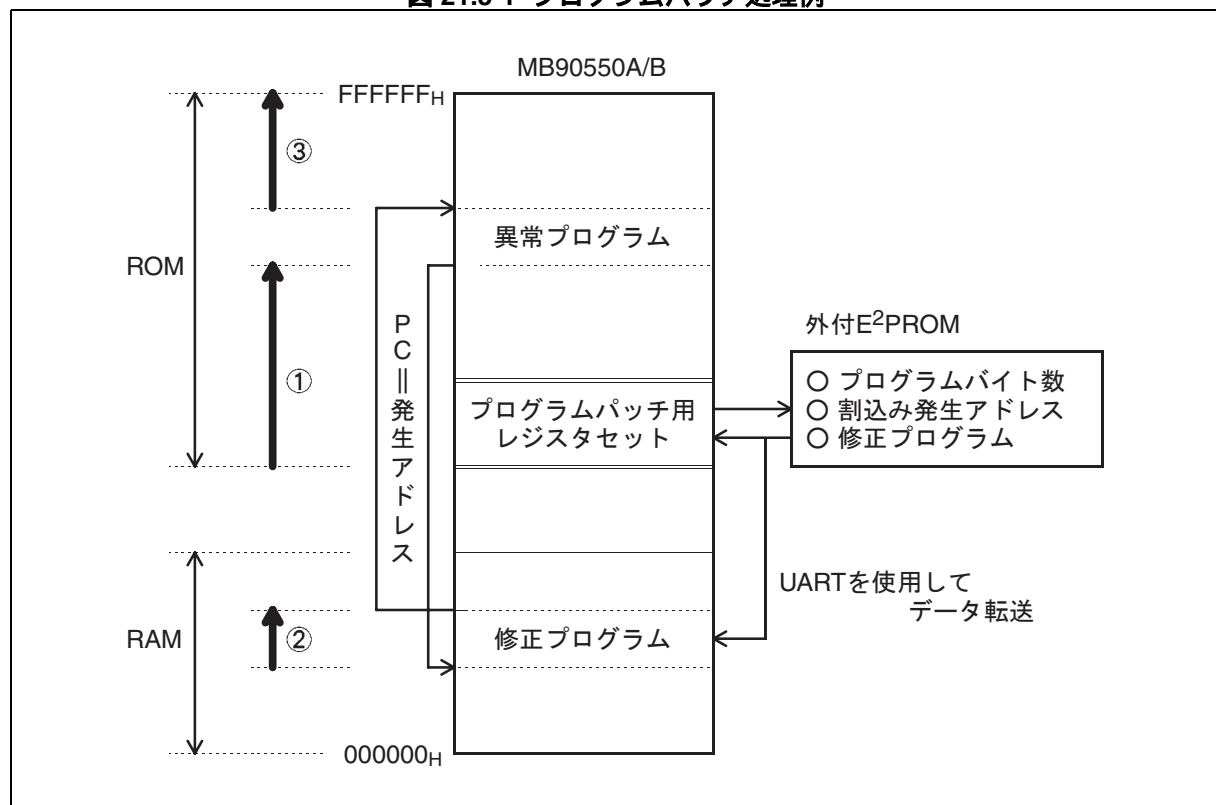 MB90550A/B
FFFFFFH
③
異常プログラム
ROM
PC＝発生アドレス
①
外付E2PROM
○ プログラムバイト数
○ 割込み発生アドレス
○ 修正プログラム
プログラムパッチ用
レジスタセット
UARTを使用して
データ転送
RAM
②
修正プログラム
000000H